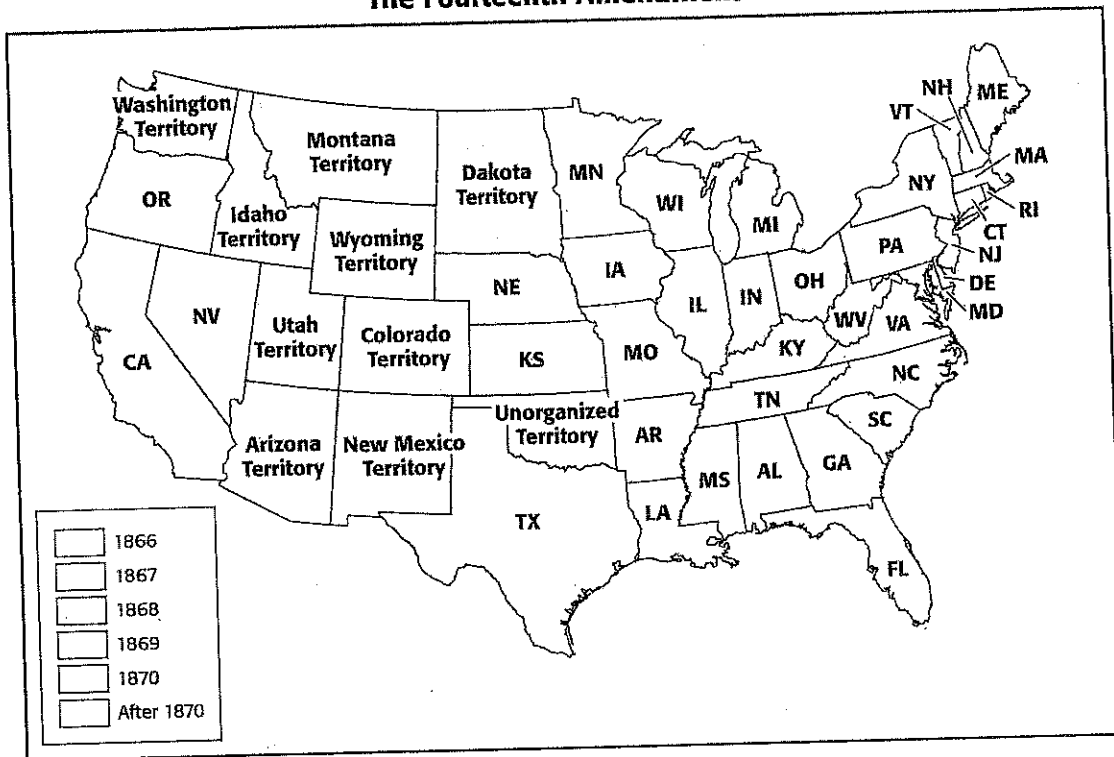 The Fourteenth Amendment
Washington
Territory
Montana
Territory
Dakota
Territory
MN
OR
Idaho
Territory
Wyoming
Territory
WI
MI
NY
VT
NH
ME
MA
RI
CT
NJ
PA
DE
MD
NE
IA
IL
IN
OH
WV
VA
NV
Utah
Territory
Colorado
Territory
KS
MO
KY
CA
NC
TN
SC
Arizona
Territory
New Mexico
Territory
Unorganized
Territory
AR
MS
AL
GA
TX
LA
FL
1866
1867
1868
1869
1870
After 1870